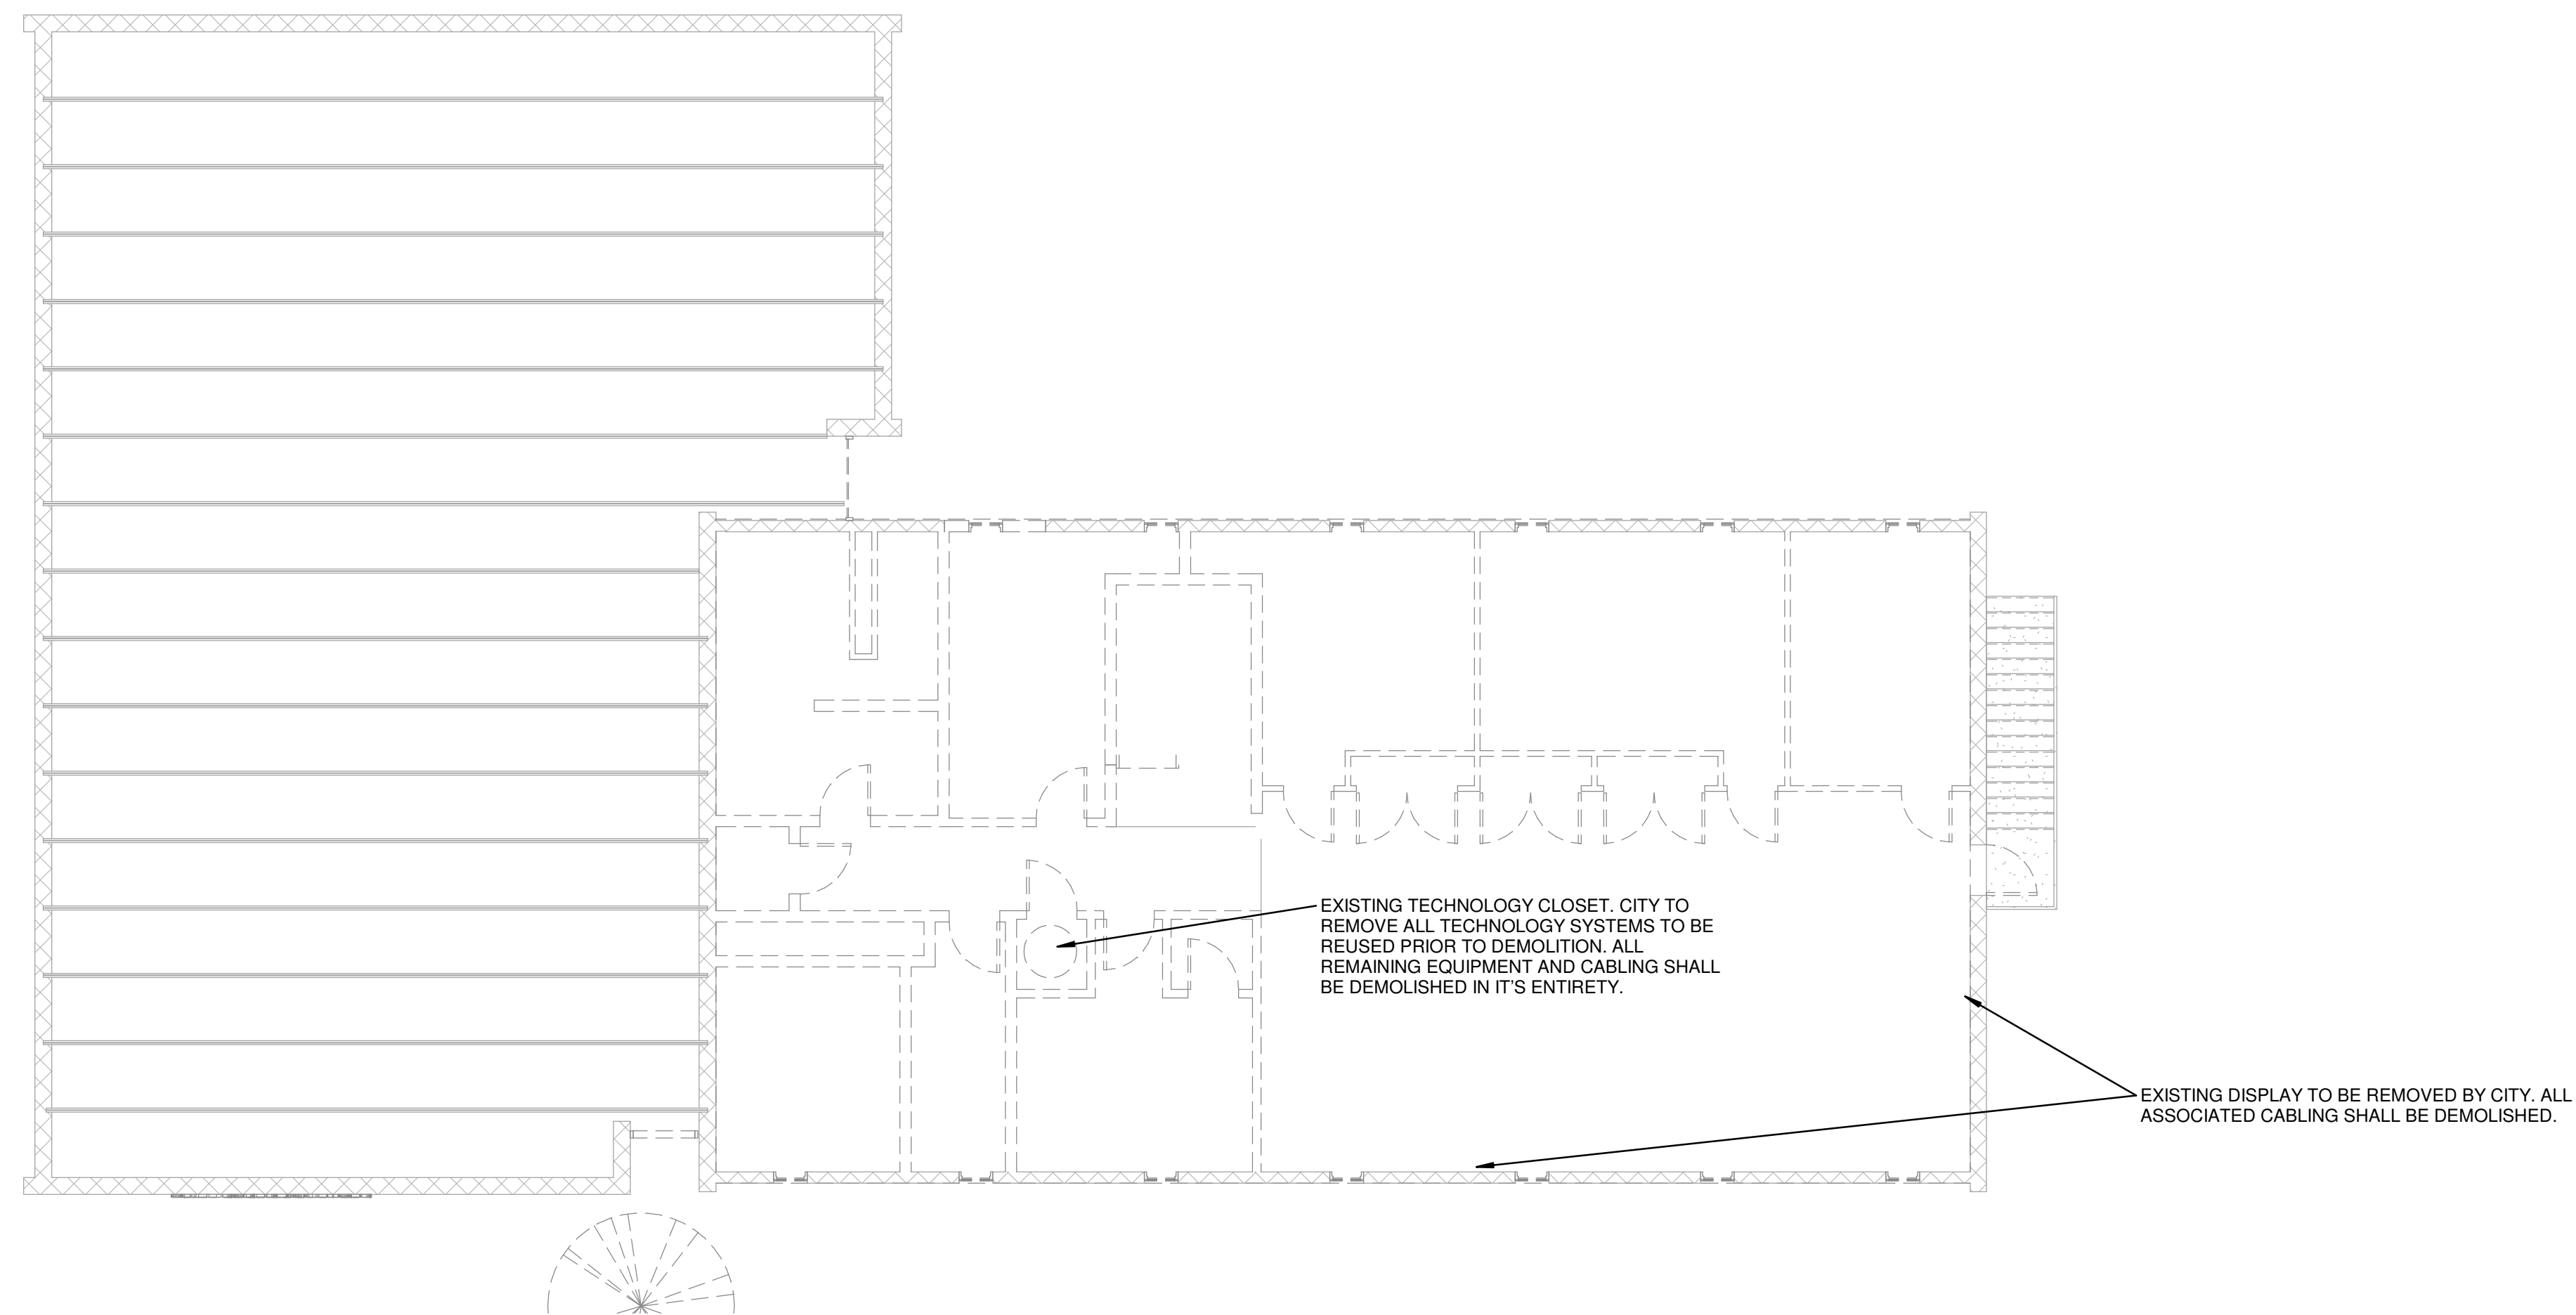 EXISTING TECHNOLOGY CLOSET. CITY TO
REMOVE ALL TECHNOLOGY SYSTEMS TO BE
REUSED PRIOR TO DEMOLITION. ALL
REMAINING EQUIPMENT AND CABLING SHALL
BE DEMOLISHED IN IT'S ENTIRETY.
EXISTING DISPLAY TO BE REMOVED BY CITY. ALL
ASSOCIATED CABLING SHALL BE DEMOLISHED.